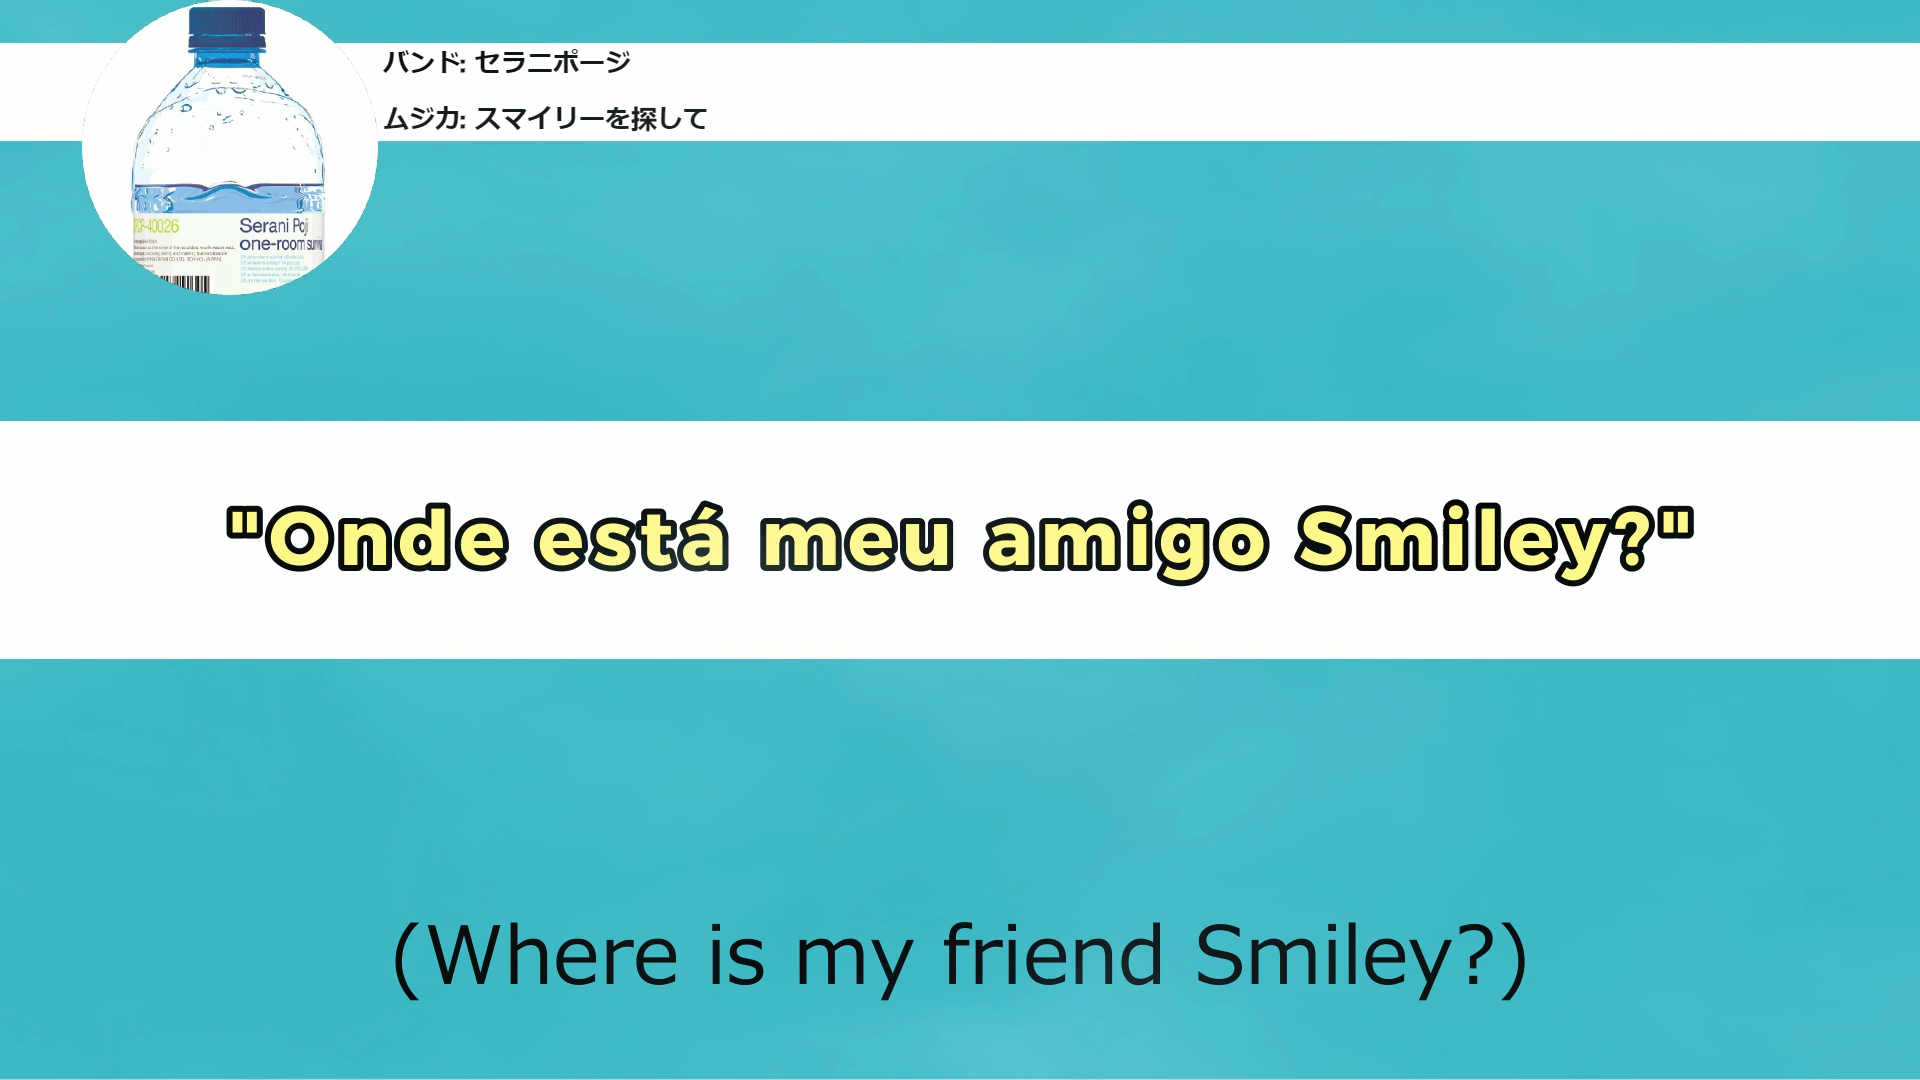 バンド: セラニポージ
ムジカ: スマイリーを探して
Serani Poji
one-room
"Onde está meu amigo Smiley?"
(Where is my friend Smiley?)